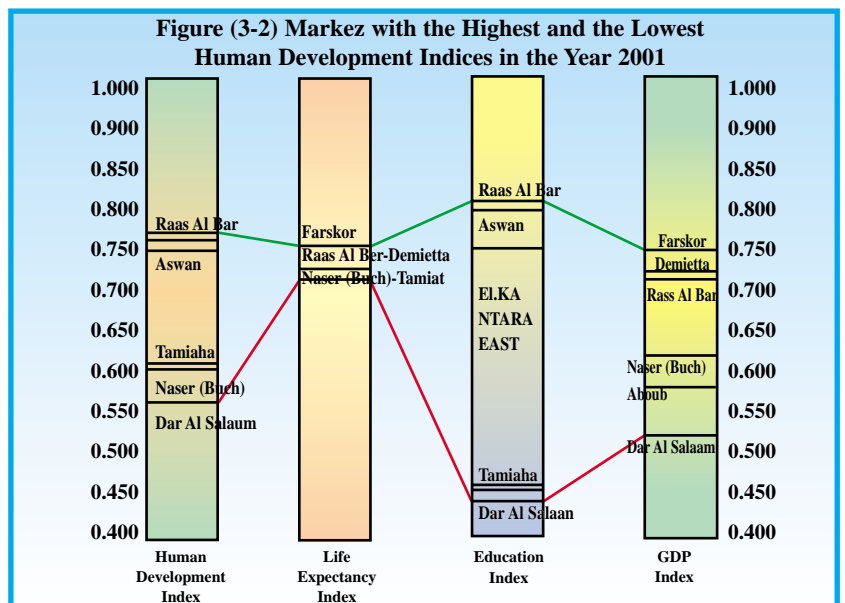 Figure (3-2) Markez with the Highest and the Lowest
Human Development Indices in the Year 2001
1.000
0.900
0.850
0.800
0.750
0.700
0.650
0.600
0.550
0.500
0.450
0.400
Raas Al Bar
Aswan
Tamiaha
Naser (Buch)
Dar Al Salaum
Farskor
Raas Al Ber-Demietta
Naser (Buch)-Tamiat
Raas Al Bar
Aswan
El.KA
NTARA
EAST
Tamiaha
Dar Al Salaan
Farskor
Demietta
Rass Al Bar
Naser (Buch)
Aboub
Dar Al Salaam
1.000
0.900
0.850
0.800
0.750
0.700
0.650
0.600
0.550
0.500
0.450
0.400
Human
Development
Index
Life
Expectancy
Index
Education
Index
GDP
Index